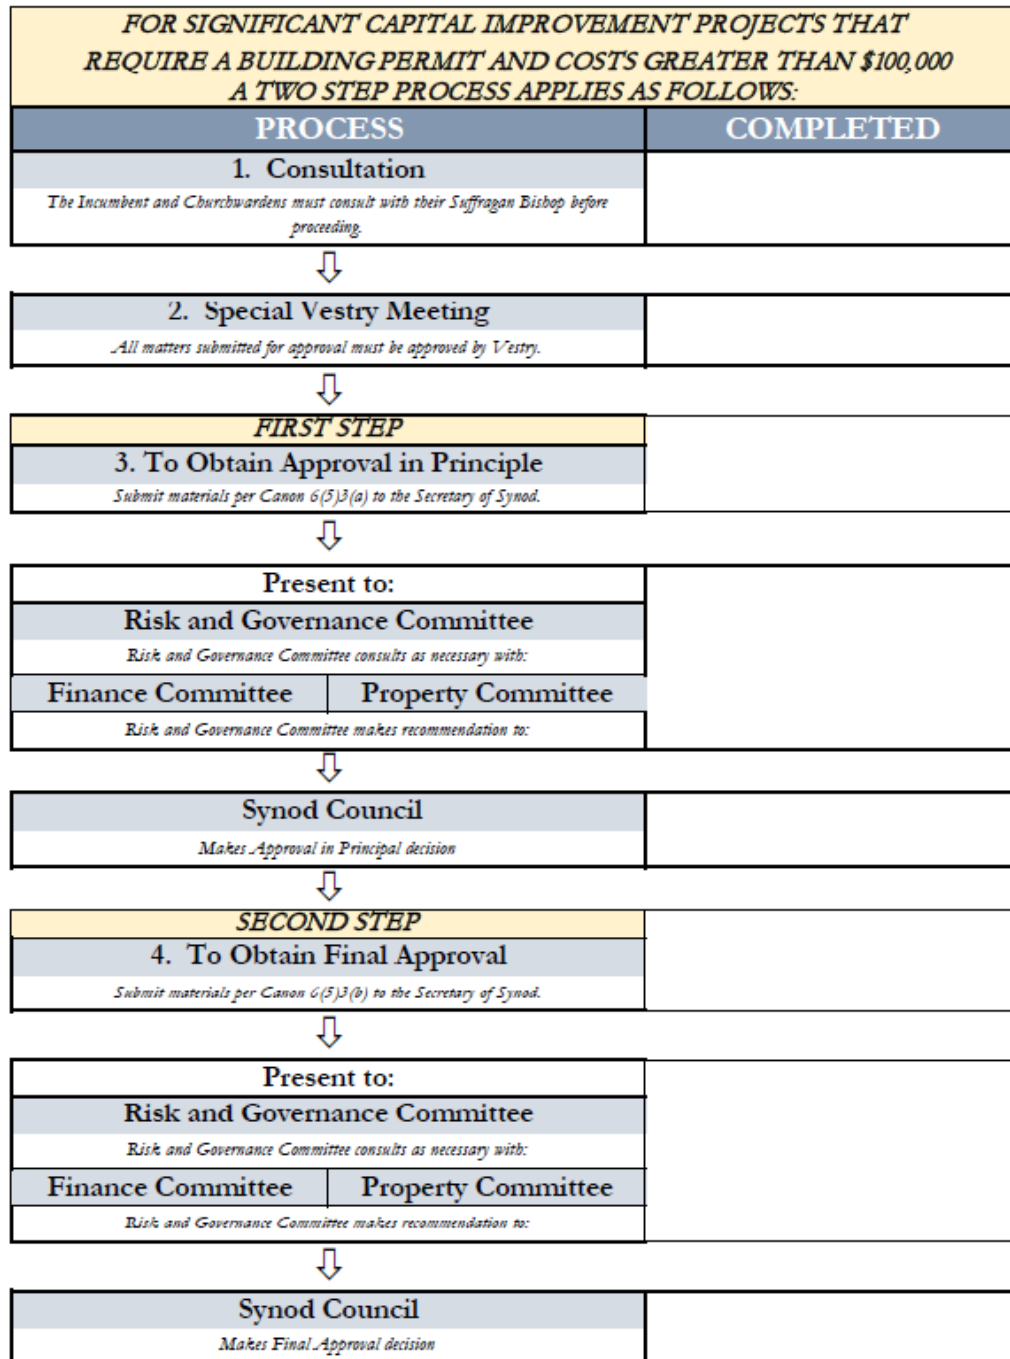 FOR SIGNIFICANT CAPITAL IMPROVEMENT PROJECTS THAT
REQUIRE A BUILDING PERMIT AND COSTS GREATER THAN $100,000
A TWO STEP PROCESS APPLIES AS FOLLOWS:
PROCESS COMPLETED
1. Consultation
The Incumbent and Churchwardens must consult with their Suffragan Bishop before
proceeding.
2. Special Vestry Meeting
All matters submitted for approval must be approved by Vestry.
FIRST STEP
3. To Obtain Approval in Principle
Submit materials per Canon 6(5)3(a) to the Secretary of Synod.
Present to:
Risk and Governance Committee
Risk and Governance Committee consults as necessary with:
Finance Committee Property Committee
Risk and Governance Committee makes recommendation to:
Synod Council
Makes Approval in Principal decision
SECOND STEP
4. To Obtain Final Approval
Submit materials per Canon 6(5)3(b) to the Secretary of Synod.
Present to:
Risk and Governance Committee
Risk and Governance Committee consults as necessary with:
Finance Committee Property Committee
Risk and Governance Committee makes recommendation to:
Synod Council
Makes Final Approval decision